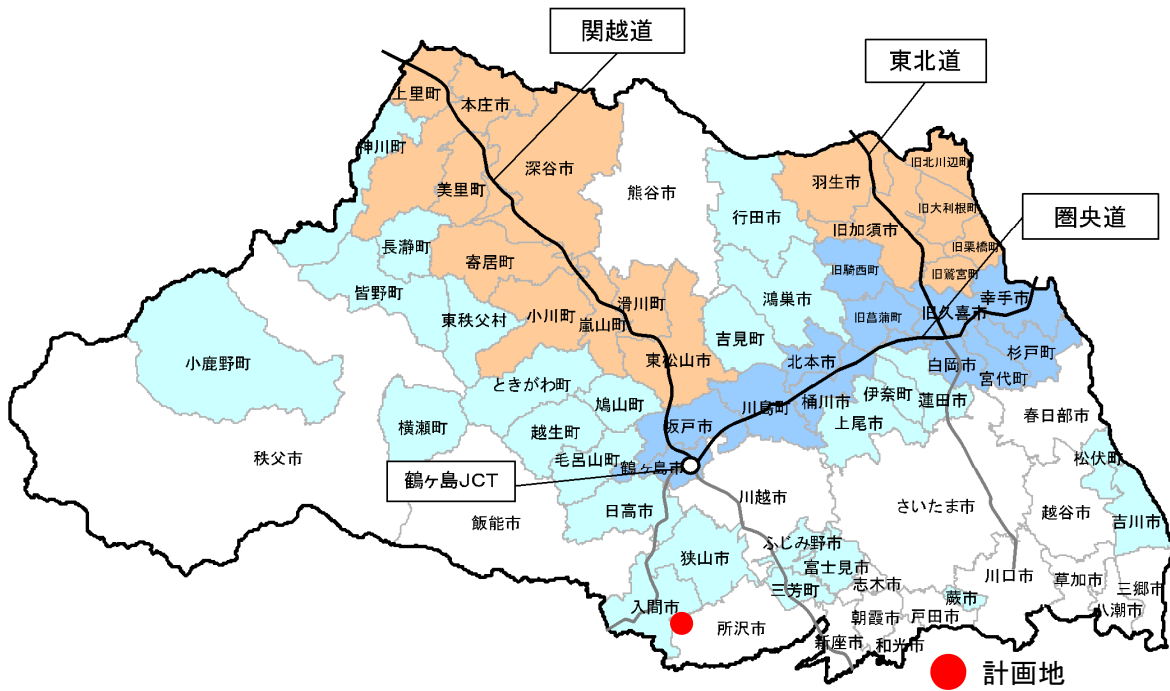 関越道
東北道
圏央道
上里町
本庄市
神川町
美里町
深谷市
熊谷市
行田市
羽生市
旧北川辺町
旧大利根町
旧加須市
旧栗橋町
旧鷲宮町
旧騎西町
長瀞町
皆野町
寄居町
東秩父村
小川町
嵐山町
滑川町
東松山市
吉見町
鴻巣市
旧菖蒲町
旧久喜市
幸手市
小鹿野町
ときがわ町
鳩山町
北本市
川島町
桶川市
伊奈町
蓮田市
白岡市
宮代町
杉戸町
横瀬町
越生町
毛呂山町
坂戸市
鶴ヶ島市
上尾市
春日部市
松伏町
秩父市
鶴ヶ島JCT
飯能市
日高市
川越市
さいたま市
越谷市
吉川市
狭山市
ふじみ野市
富士見市
三芳町
志木市
川口市
草加市
三郷市
八潮市
入間市
所沢市
朝霞市
戸田市
蕨市
新座市
和光市
計画地